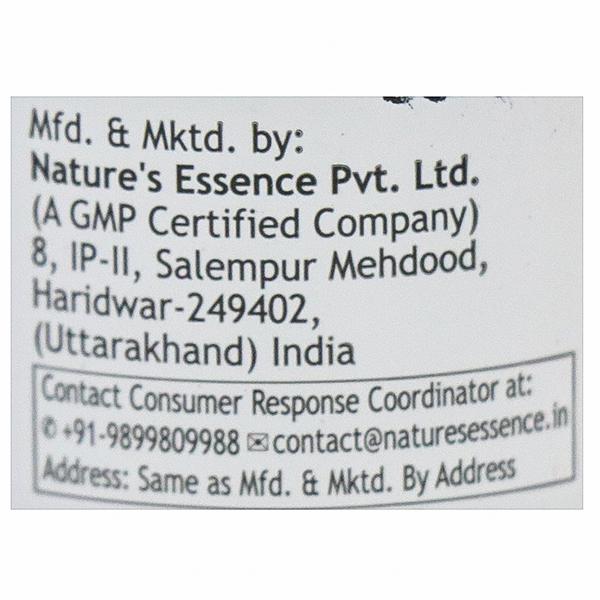 Mfd. & Mktd. by:
Nature's Essence Pvt. Ltd.
(A GMP Certified Company)
8, IP-II, Salempur Mehdood,
Haridwar-249402,
(Uttarakhand) India
Contact Consumer Response Coordinator at:
✆ +91-9899809988 ✉contact@naturesessence.in
Address: Same as Mfd. & Mktd. By Address